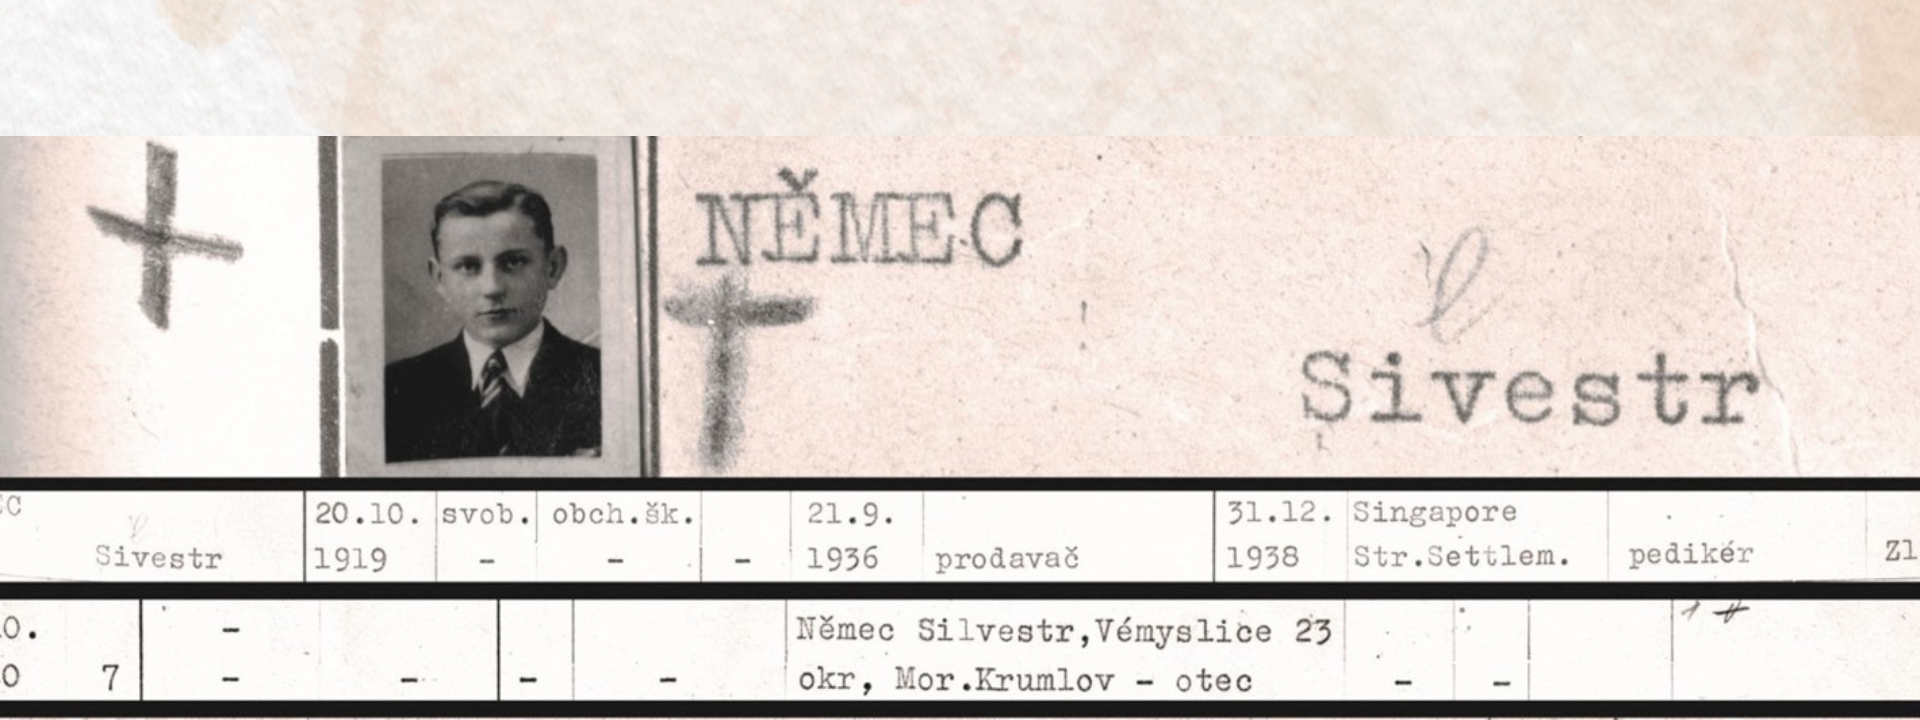 NĚMEC
l
Sivestr
EC l Sivestr
20.10. 1919
svob. -
obch.šk. -
-
21.9. 1936
prodavač
31.12. 1938
Singapore Str.Settlem.
pedikér
Zl
0. - Němec Silvestr,Vémyslice 23
0 7 - - - - okr, Mor.Krumlov - otec - -